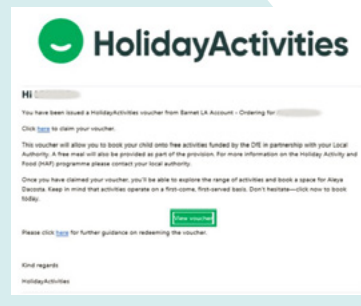 HolidayActivities
Hi
You have been issued a HolidayActivities voucher from Barnet LA Account - Ordering for
Click here to claim your voucher.
This voucher will allow you to book your child onto free activities funded by the DfE in partnership with your Local
Authority. A free meal will also be provided as part of the provision. For more information on the Holiday Activity and
Food (HAF) programme please contact your local authority.
Once you have claimed your voucher, you'll be able to explore the range of activities and book a space for Aleya
Dacosta. Keep in mind that activities operate on a first-come, first-served basis. Don't hesitate—click now to book
today.
View voucher
Please click here for further guidance on redeeming the voucher.
Kind regards
HolidayActivities